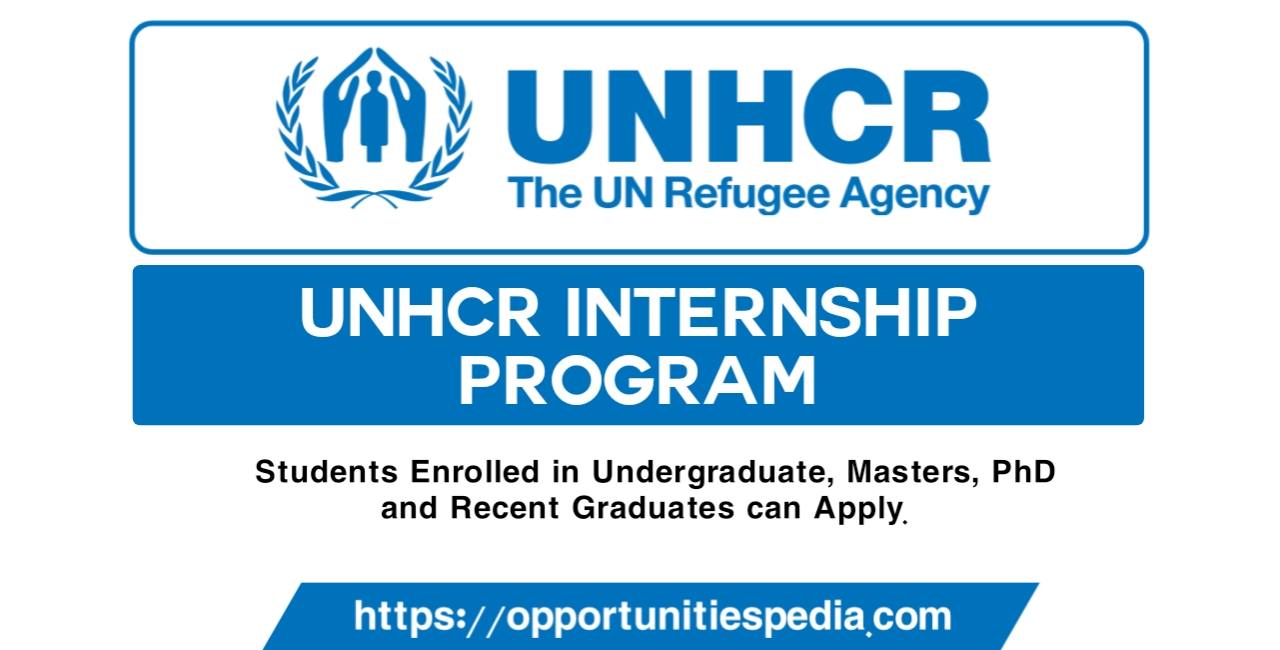 UNHCR
The UN Refugee Agency
UNHCR INTERNSHIP
PROGRAM
Students Enrolled in Undergraduate, Masters, PhD
and Recent Graduates can Apply.
https://opportunitiespedia.com